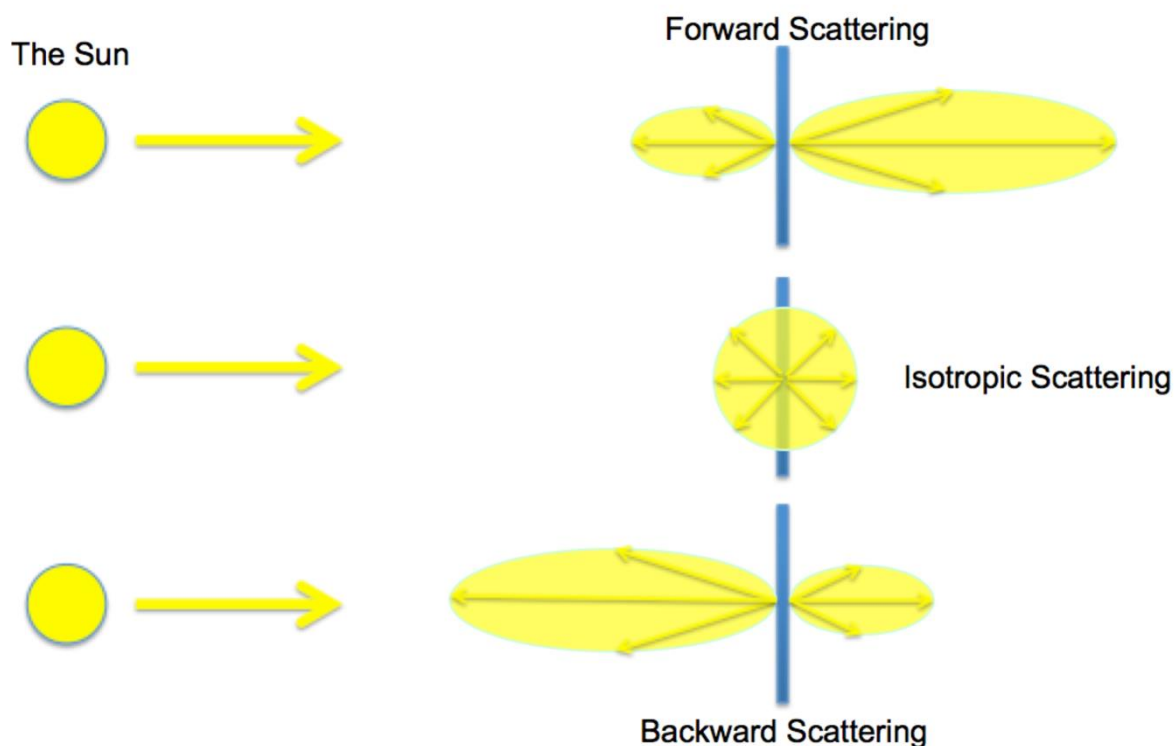 Forward Scattering
The Sun
Isotropic Scattering
Backward Scattering